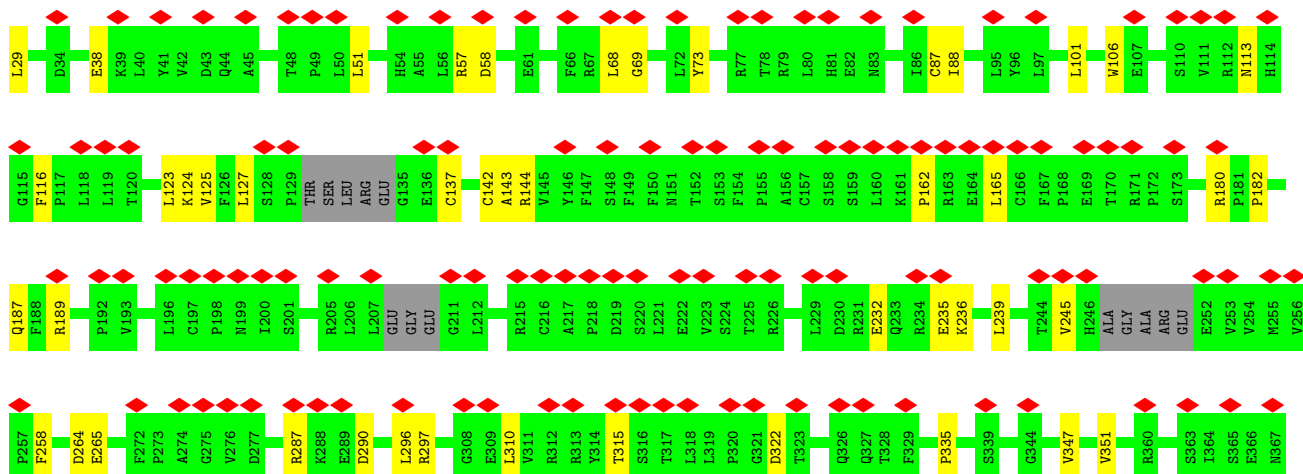 L29 D34 E38 K39 L40 Y41 V42 D43 Q44 A45 T48 P49 L50 L51 H54 A55 L56 R57 D58 E61 F66 R67 L68 G69 L72 Y73 R77 T78 R79 L80 H81 E82 N83 I86 C87 I88 L95 Y96 L97 L101 W106 E107 S110 V111 R112 N113 H114
G115 F116 P117 L118 L119 T120 L123 K124 V125 F126 L127 S128 P129 THR SER LEU ARG GLU G135 E136 C137 C142 A143 R144 V145 Y146 F147 S148 F149 F150 N151 T152 S153 F154 P155 A156 C157 S158 S159 L160 K161 P162 R163 E164 L165 C166 F167 P168 E169 T170 R171 P172 S173 R180 P181 P182
Q187 F188 R189 P192 V193 L196 C197 P198 N199 I200 S201 R205 L206 L207 GLU GLY GLU G211 L212 R215 C216 A217 P218 D219 S220 L221 E222 V223 S224 T225 R226 L229 D230 R231 E232 Q233 R234 E235 K236 L239 T244 V245 H246 ALA GLY ALA ARG GLU E252 V253 V254 M255 V256
P257 F258 D264 E265 F272 P273 A274 G275 V276 D277 R287 K288 E289 D290 L296 R297 G308 E309 L310 V311 R312 R313 Y314 T315 S316 T317 L318 L319 P320 G321 D322 T323 Q326 Q327 T328 F329 P335 S339 G344 V347 V351 R360 S363 I364 S365 E366 N367